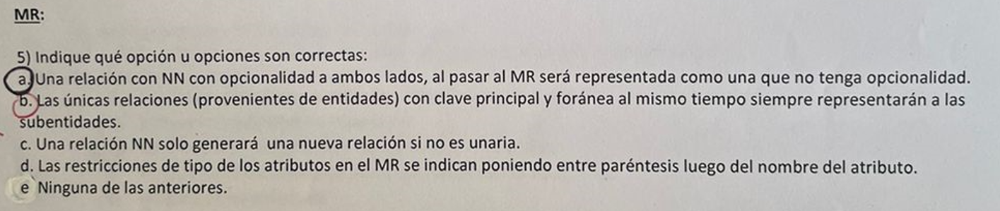 MR:
5) Indique qué opción u opciones son correctas:
a. Una relación con NN con opcionalidad a ambos lados, al pasar al MR será representada como una que no tenga opcionalidad.
b. Las únicas relaciones (provenientes de entidades) con clave principal y foránea al mismo tiempo siempre representarán a las
subentidades.
c. Una relación NN solo generará una nueva relación si no es unaria.
d. Las restricciones de tipo de los atributos en el MR se indican poniendo entre paréntesis luego del nombre del atributo.
e Ninguna de las anteriores.